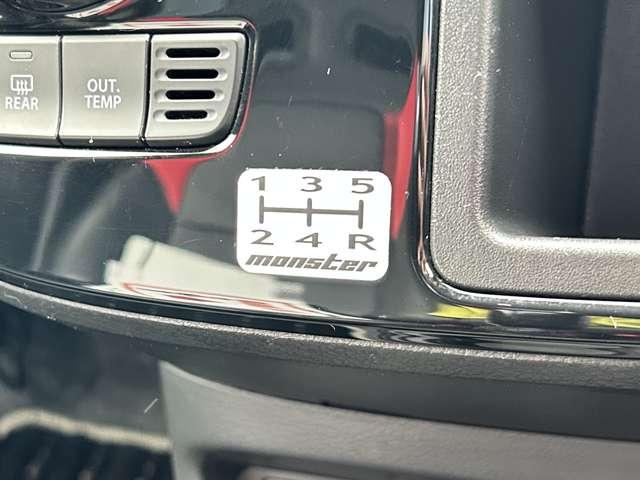 REAR
OUT.
TEMP
1 3 5
2 4 R
monster